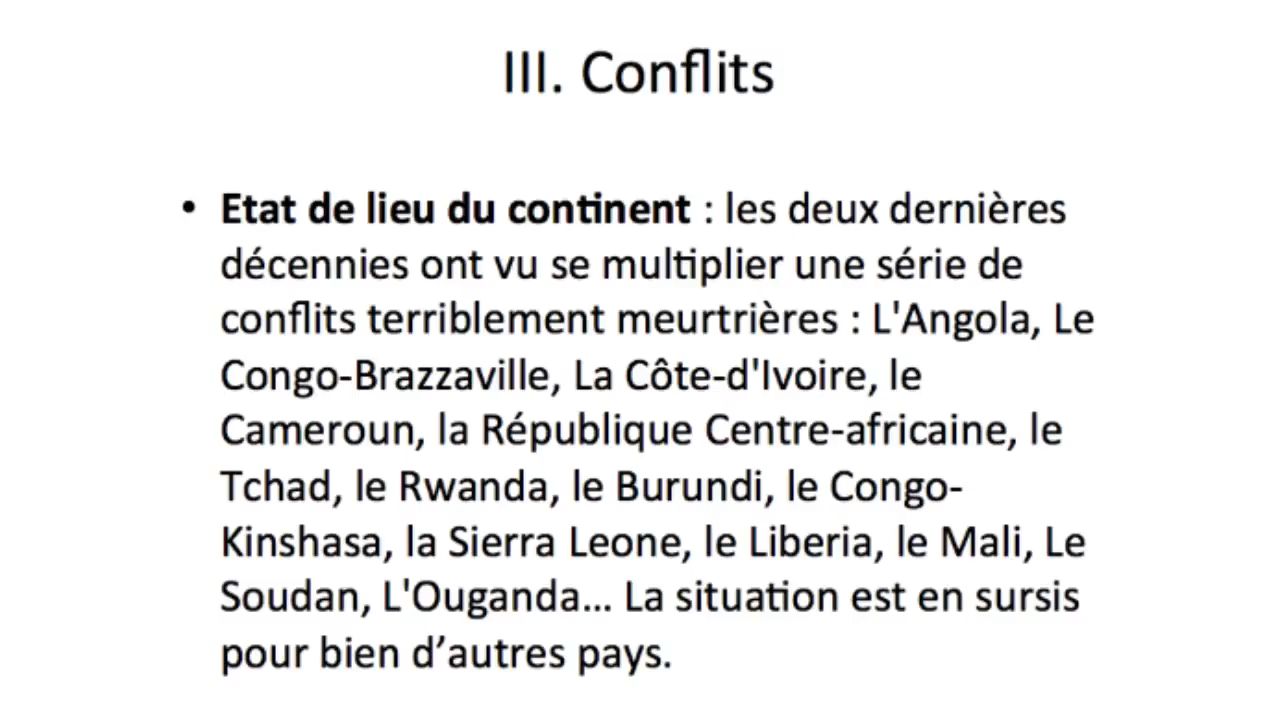 III. Conflits
• Etat de lieu du continent : les deux dernières
décennies ont vu se multiplier une série de
conflits terriblement meurtrières : L'Angola, Le
Congo-Brazzaville, La Côte-d'Ivoire, le
Cameroun, la République Centre-africaine, le
Tchad, le Rwanda, le Burundi, le Congo-
Kinshasa, la Sierra Leone, le Liberia, le Mali, Le
Soudan, L'Ouganda... La situation est en sursis
pour bien d’autres pays.